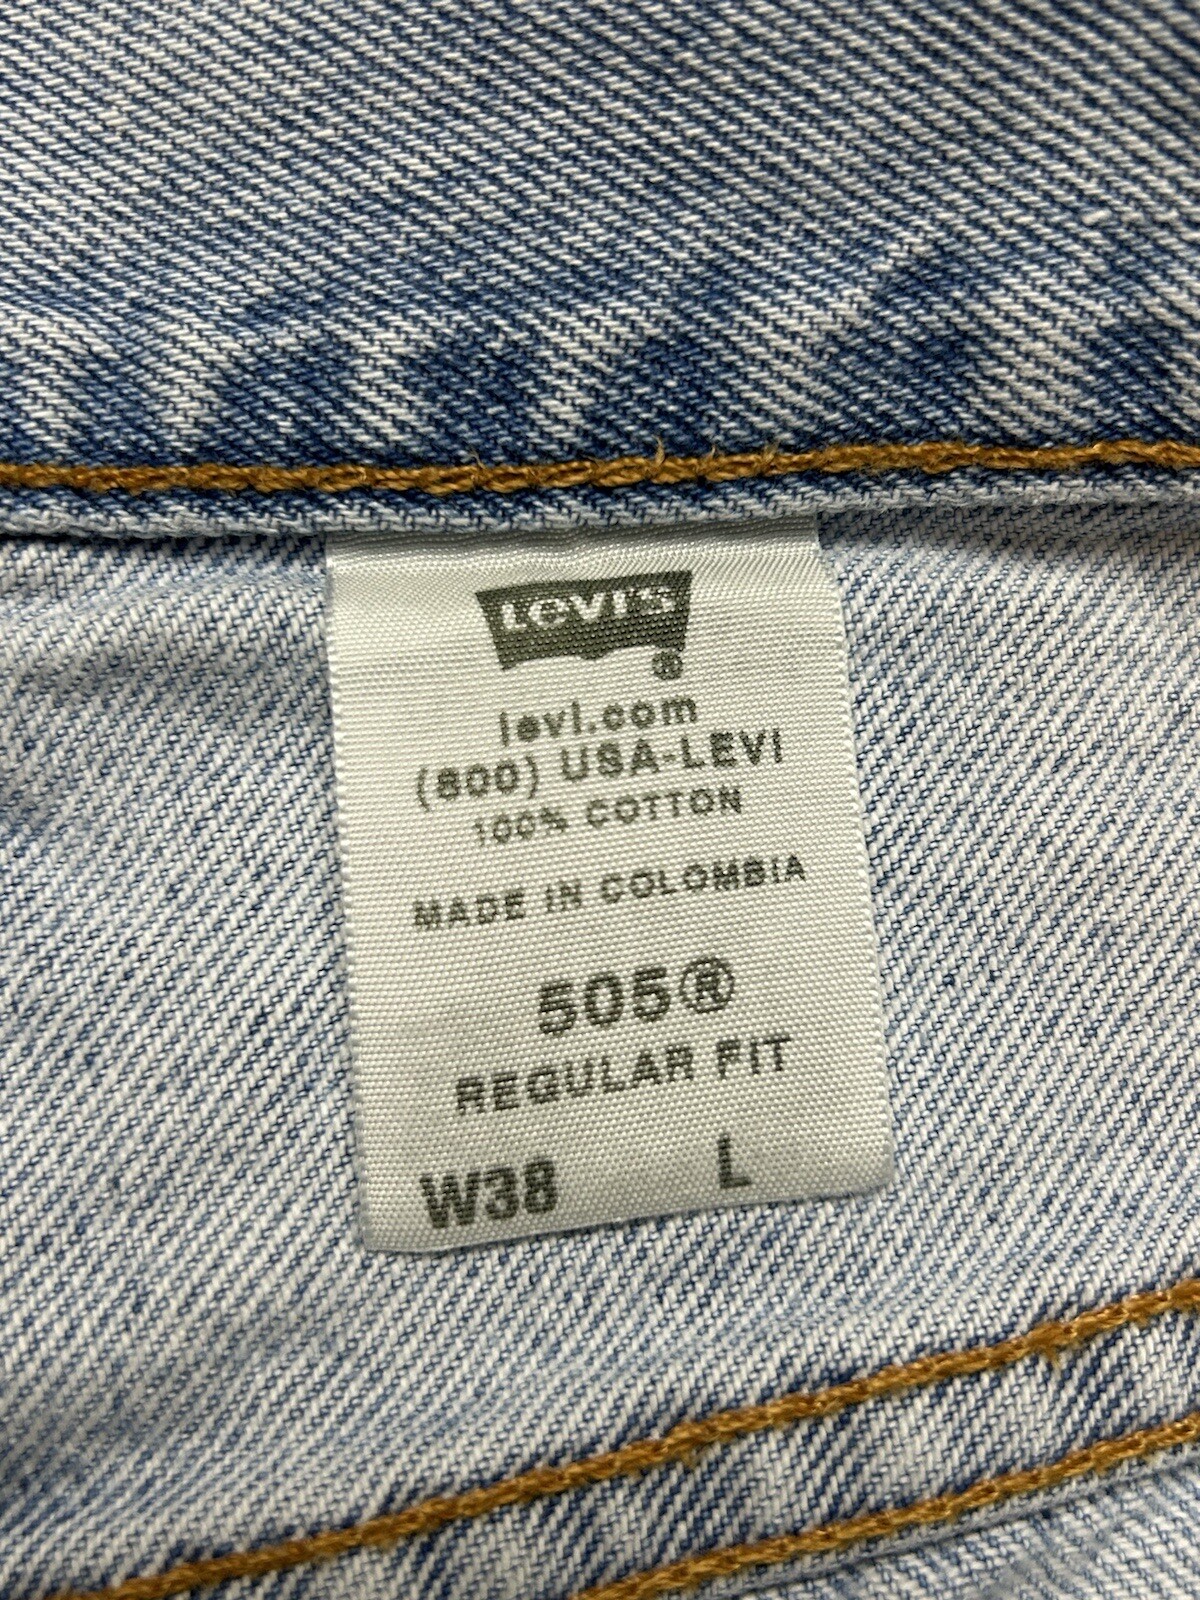 LEVI'S
®
levi.com
(800) USA-LEVI
100% COTTON
MADE IN COLOMBIA
505®
REGULAR FIT
W38 L